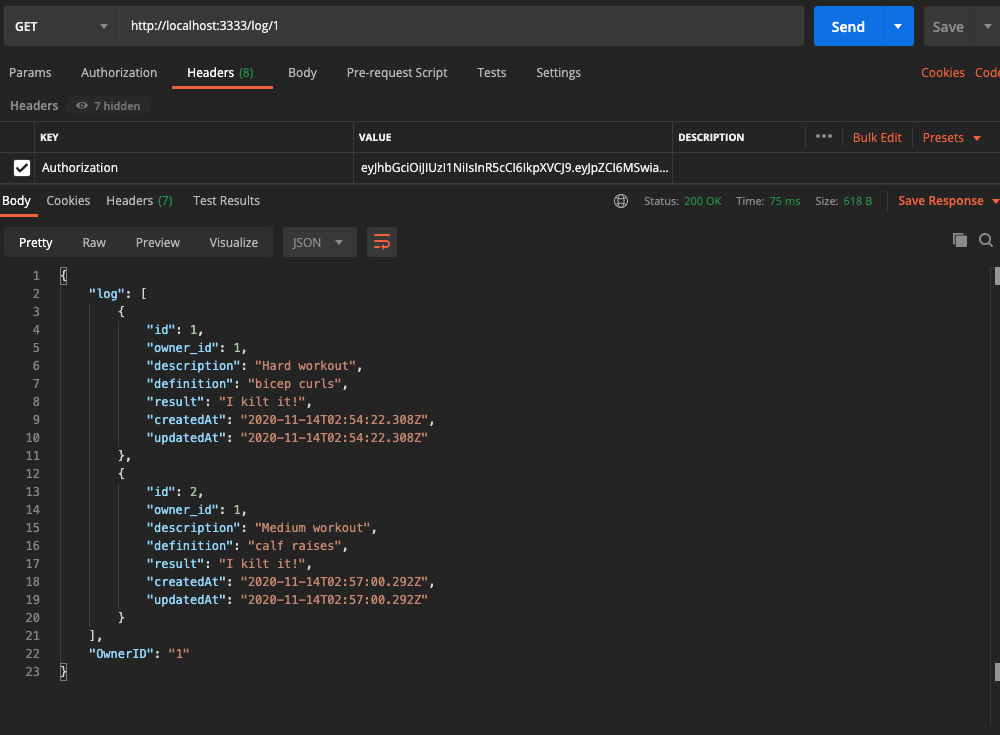 GET http://localhost:3333/log/1 Send Save
Params Authorization Headers (8) Body Pre-request Script Tests Settings Cookies Code
Headers 7 hidden
KEY VALUE DESCRIPTION ••• Bulk Edit Presets
Authorization eyJhbGciOiJIUzI1NiIsInR5cCI6IkpXVCJ9.eyJpZCI6MSwia...
Body Cookies Headers (7) Test Results Status: 200 OK Time: 75 ms Size: 618 B Save Response
Pretty Raw Preview Visualize JSON
1 {
2 "log": [
3 {
4 "id": 1,
5 "owner_id": 1,
6 "description": "Hard workout",
7 "definition": "bicep curls",
8 "result": "I kilt it!",
9 "createdAt": "2020-11-14T02:54:22.308Z",
10 "updatedAt": "2020-11-14T02:54:22.308Z"
11 },
12 {
13 "id": 2,
14 "owner_id": 1,
15 "description": "Medium workout",
16 "definition": "calf raises",
17 "result": "I kilt it!",
18 "createdAt": "2020-11-14T02:57:00.292Z",
19 "updatedAt": "2020-11-14T02:57:00.292Z"
20 }
21 ],
22 "OwnerID": "1"
23 }